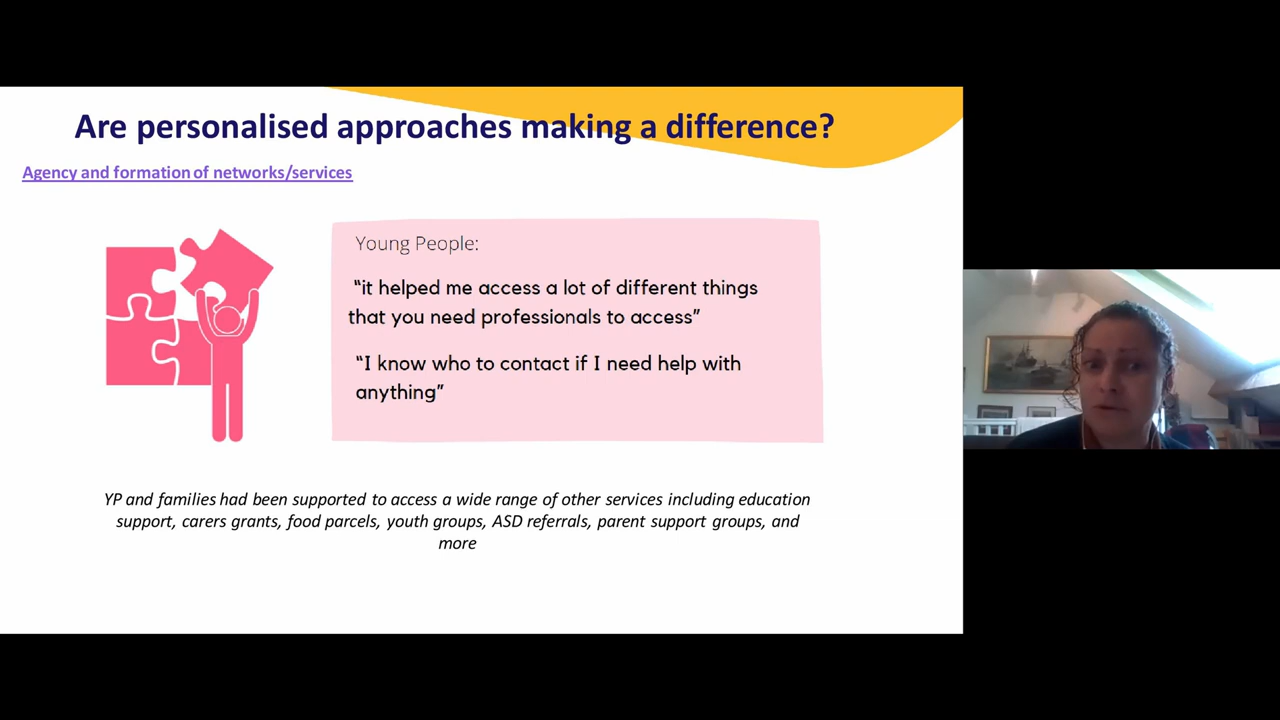 Are personalised approaches making a difference?
Agency and formation of networks/services
Young People:
“it helped me access a lot of different things
that you need professionals to access”
“I know who to contact if I need help with
anything”
YP and families had been supported to access a wide range of other services including education
support, carers grants, food parcels, youth groups, ASD referrals, parent support groups, and
more